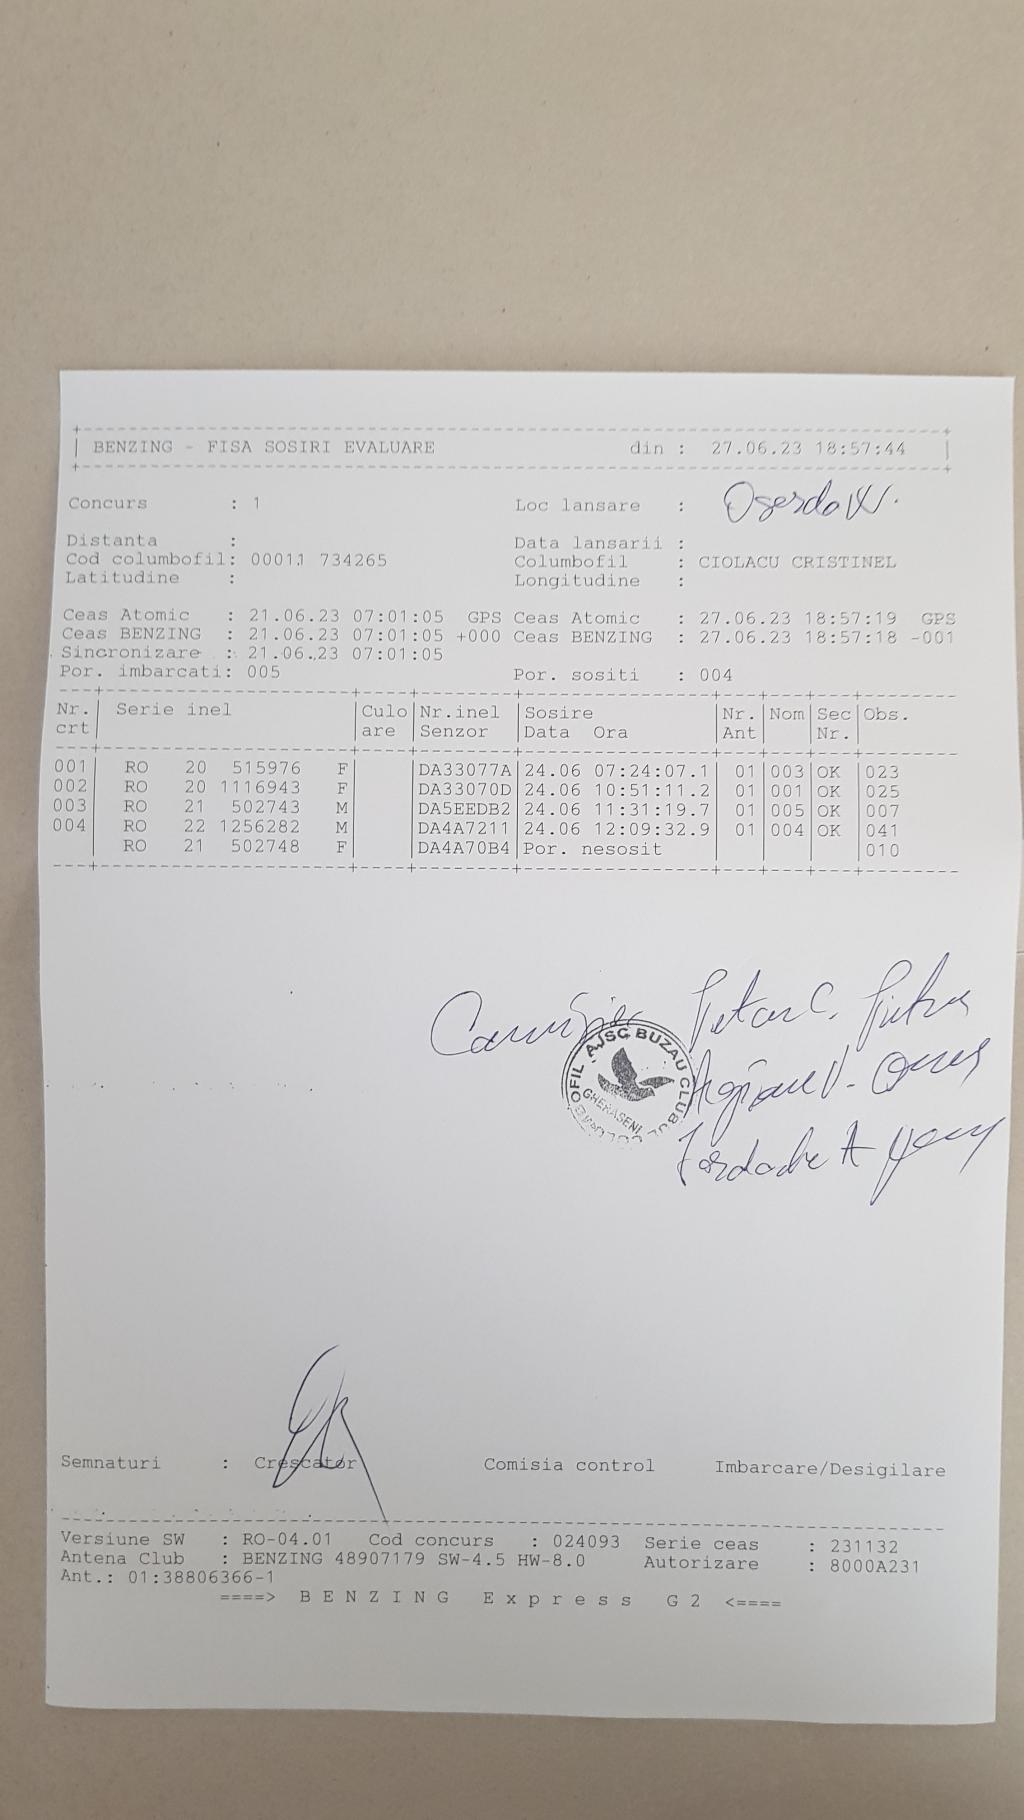 BENZING - FISA SOSIRI EVALUARE din : 27.06.23 18:57:44
Concurs : 1 Loc lansare :
Distanta : Data lansarii :
Cod columbofil: 00011 734265 Columbofil : CIOLACU CRISTINEL
Latitudine : Longitudine :
Ceas Atomic : 21.06.23 07:01:05 GPS Ceas Atomic : 27.06.23 18:57:19 GPS
Ceas BENZING : 21.06.23 07:01:05 +000 Ceas BENZING : 27.06.23 18:57:18 -001
Sincronizare : 21.06.23 07:01:05
Por. imbarcati: 005 Por. sositi : 004
Nr. Serie inel Culo Nr.inel Sosire Nr. Nom Sec Obs.
crt are Senzor Data Ora Ant Nr.
001 RO 20 515976 F DA33077A 24.06 07:24:07.1 01 003 OK 023
002 RO 20 1116943 F DA33070D 24.06 10:51:11.2 01 001 OK 025
003 RO 21 502743 M DA5EEDB2 24.06 11:31:19.7 01 005 OK 007
004 RO 22 1256282 M DA4A7211 24.06 12:09:32.9 01 004 OK 041
RO 21 502748 F DA4A70B4 Por. nesosit 010
AJSC BUZAU CLUBUL COLOMBOFIL
GHERASENI
Semnaturi : Crescator Comisia control Imbarcare/Desigilare
Versiune SW : RO-04.01 Cod concurs : 024093 Serie ceas : 231132
Antena Club : BENZING 48907179 SW-4.5 HW-8.0 Autorizare : 8000A231
Ant.: 01:38806366-1
====> B E N Z I N G E x p r e s s G 2 <====